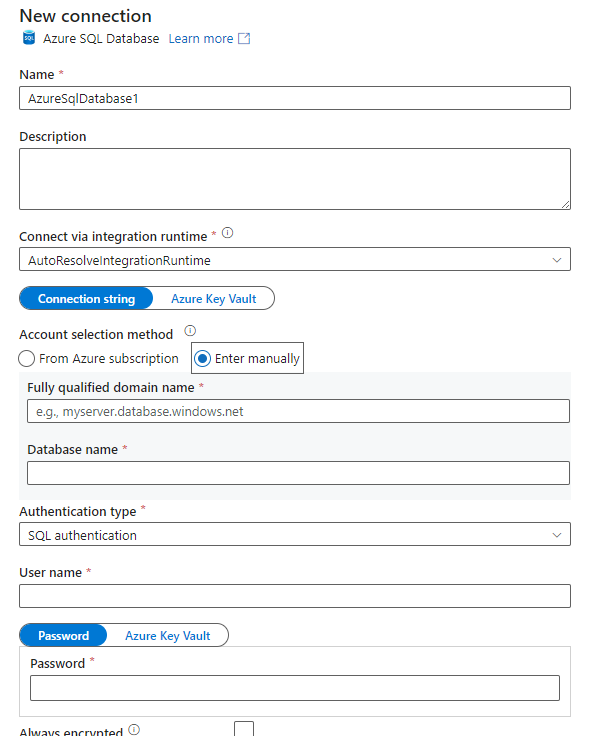 New connection
SQL Azure SQL Database Learn more
Name *
AzureSqlDatabase1
Description
Connect via integration runtime *
AutoResolveIntegrationRuntime
Connection string Azure Key Vault
Account selection method
From Azure subscription Enter manually
Fully qualified domain name *
e.g., myserver.database.windows.net
Database name *
Authentication type *
SQL authentication
User name *
Password Azure Key Vault
Password *
Always encrypted